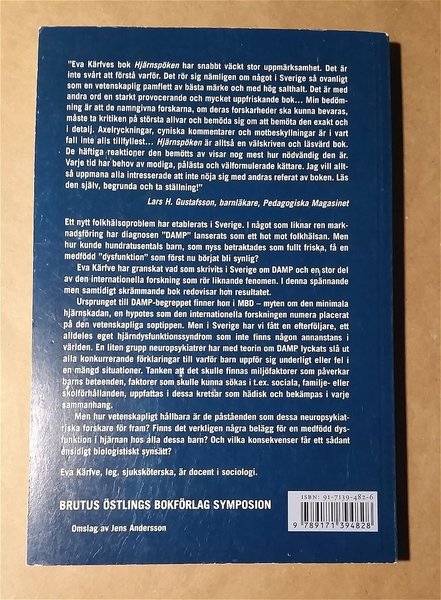 "Eva Kärfves bok Hjärnspöken har snabbt väckt stor uppmärksamhet. Det är
inte svårt att förstå varför. Det rör sig nämligen om något i Sverige så ovanligt
som en vetenskaplig pamflett av bästa märke och med hög salthalt. Det är med
andra ord en starkt provocerande och mycket uppfriskande bok... Min bedöm-
ning är att de namngivna forskarna, om deras forskarheder ska kunna bevaras,
måste ta kritiken på största allvar och bemöda sig om att bemöta den exakt och
i detalj. Axelryckningar, cyniska kommentarer och motbeskyllningar är i vart
fall inte alls tillfyllest... Hjärnspöken är alltså en välskriven och läsvärd bok.
De häftiga reaktioner den bemötts av visar nog mest hur nödvändig den är.
Varje tid har behov av modiga, pålästa och välformulerade kättare. Jag vill allt-
så uppmana alla intresserade att inte nöja sig med andras referat av boken. Läs
den själv, begrunda och ta ställning!"
Lars H. Gustafsson, barnläkare, Pedagogiska Magasinet
Ett nytt folkhälsoproblem har etablerats i Sverige. I något som liknar ren mark-
nadsföring har diagnosen "DAMP" lanserats som ett hot mot folkhälsan. Men
hur kunde hundratusentals barn, som nyss betraktades som fullt friska, få en
medfödd "dysfunktion" som först nu börjat bli synlig?
Eva Kärfve har granskat vad som skrivits i Sverige om DAMP och en stor del
av den internationella forskning som rör liknande fenomen. I denna spännande
men samtidigt skrämmande bok redovisar hon resultatet.
Ursprunget till DAMP-begreppet finner hon i MBD – myten om den minimala
hjärnskadan, en hypotes som den internationella forskningen numera placerat
på den vetenskapliga soptippen. Men i Sverige har vi fått en efterföljare, ett
alldeles eget hjärndysfunktionssyndrom som inte finns någon annanstans i
världen. En liten grupp neuropsykiatrer har med teorin om DAMP lyckats slå ut
alla konkurrerande förklaringar till varför barn uppför sig underligt eller fel i
en mängd situationer. Tanken att det skulle finnas miljöfaktorer som påverkar
barns beteenden, faktorer som skulle kunna sökas i t.ex. sociala, familje- eller
skolförhållanden, uppfattas i dessa kretsar som hädisk och bekämpas i varje
sammanhang.
Men hur vetenskapligt hållbara är de påståenden som dessa neuropsykiat-
riska forskare för fram? Finns det verkligen några belägg för en medfödd dys-
funktion i hjärnan hos alla dessa barn? Och vilka konsekvenser får ett sådant
ensidigt biologistiskt synsätt?
Eva Kärfve, leg. sjuksköterska, är docent i sociologi.
BRUTUS ÖSTLINGS BOKFÖRLAG SYMPOSION
Omslag av Jens Andersson
ISBN: 91-7139-482-6
9 789171 394828